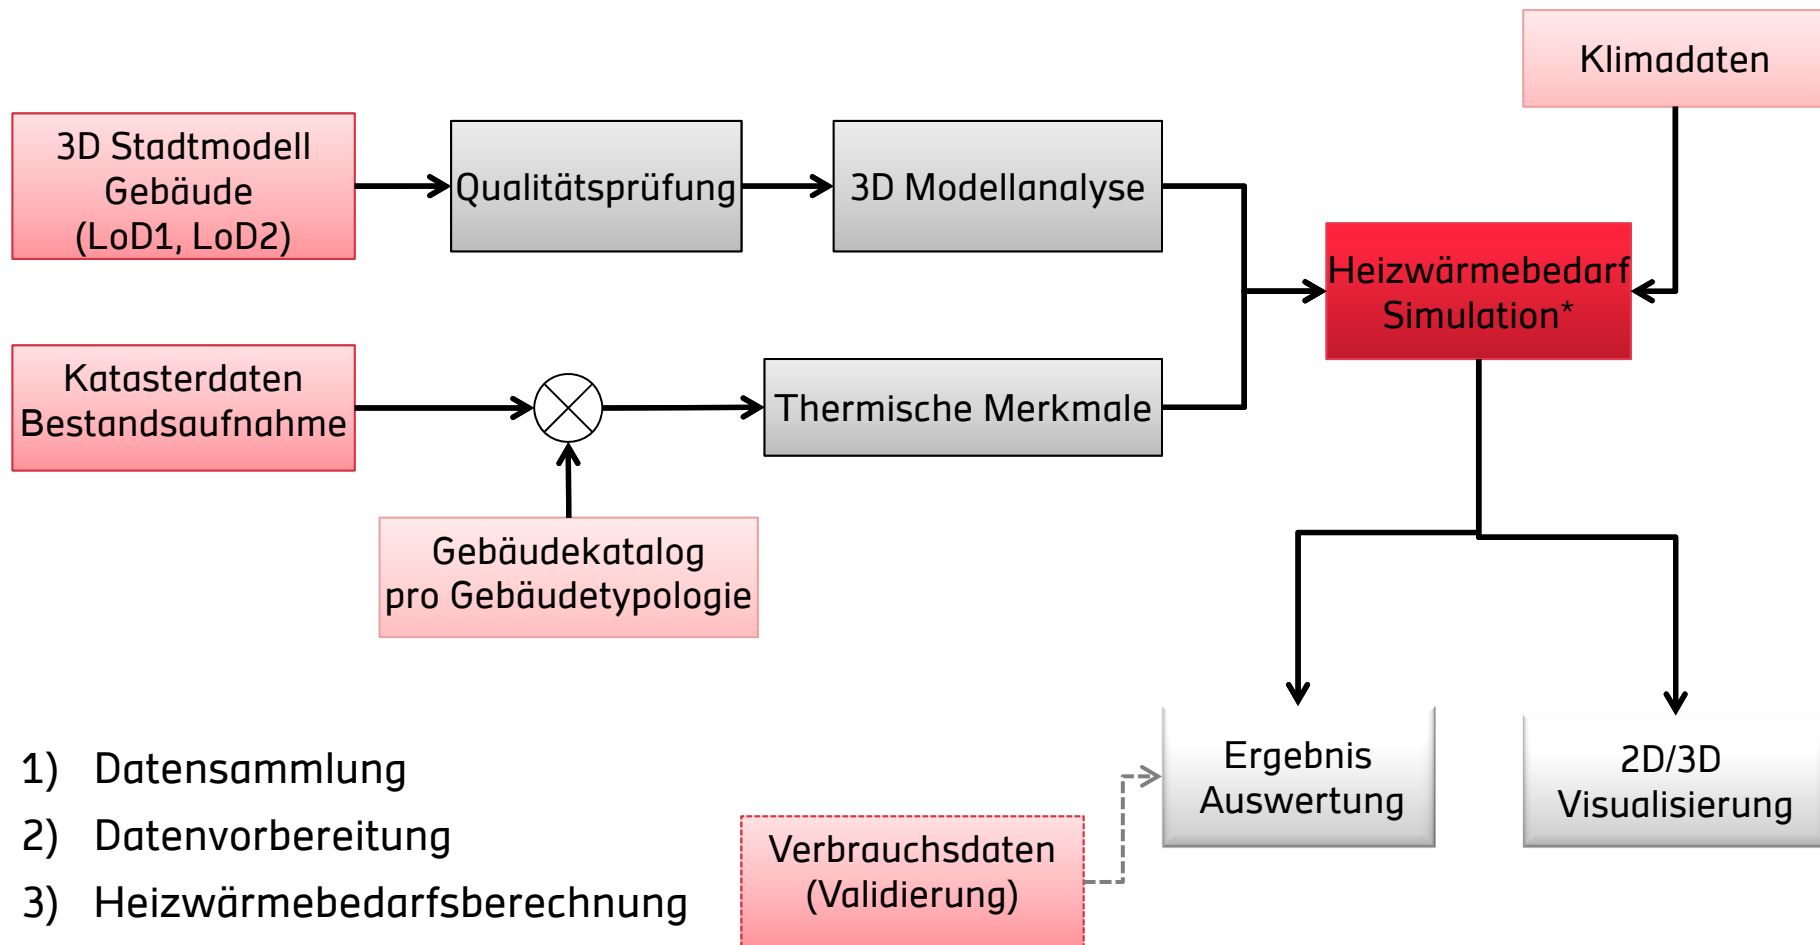 Klimadaten
3D Stadtmodell
Gebäude
(LoD1, LoD2)
Qualitätsprüfung
3D Modellanalyse
Heizwärmebedarf
Simulation*
Katasterdaten
Bestandsaufnahme
Thermische Merkmale
Gebäudekatalog
pro Gebäudetypologie
Ergebnis
Auswertung
2D/3D
Visualisierung
Verbrauchsdaten
(Validierung)
1) Datensammlung
2) Datenvorbereitung
3) Heizwärmebedarfsberechnung